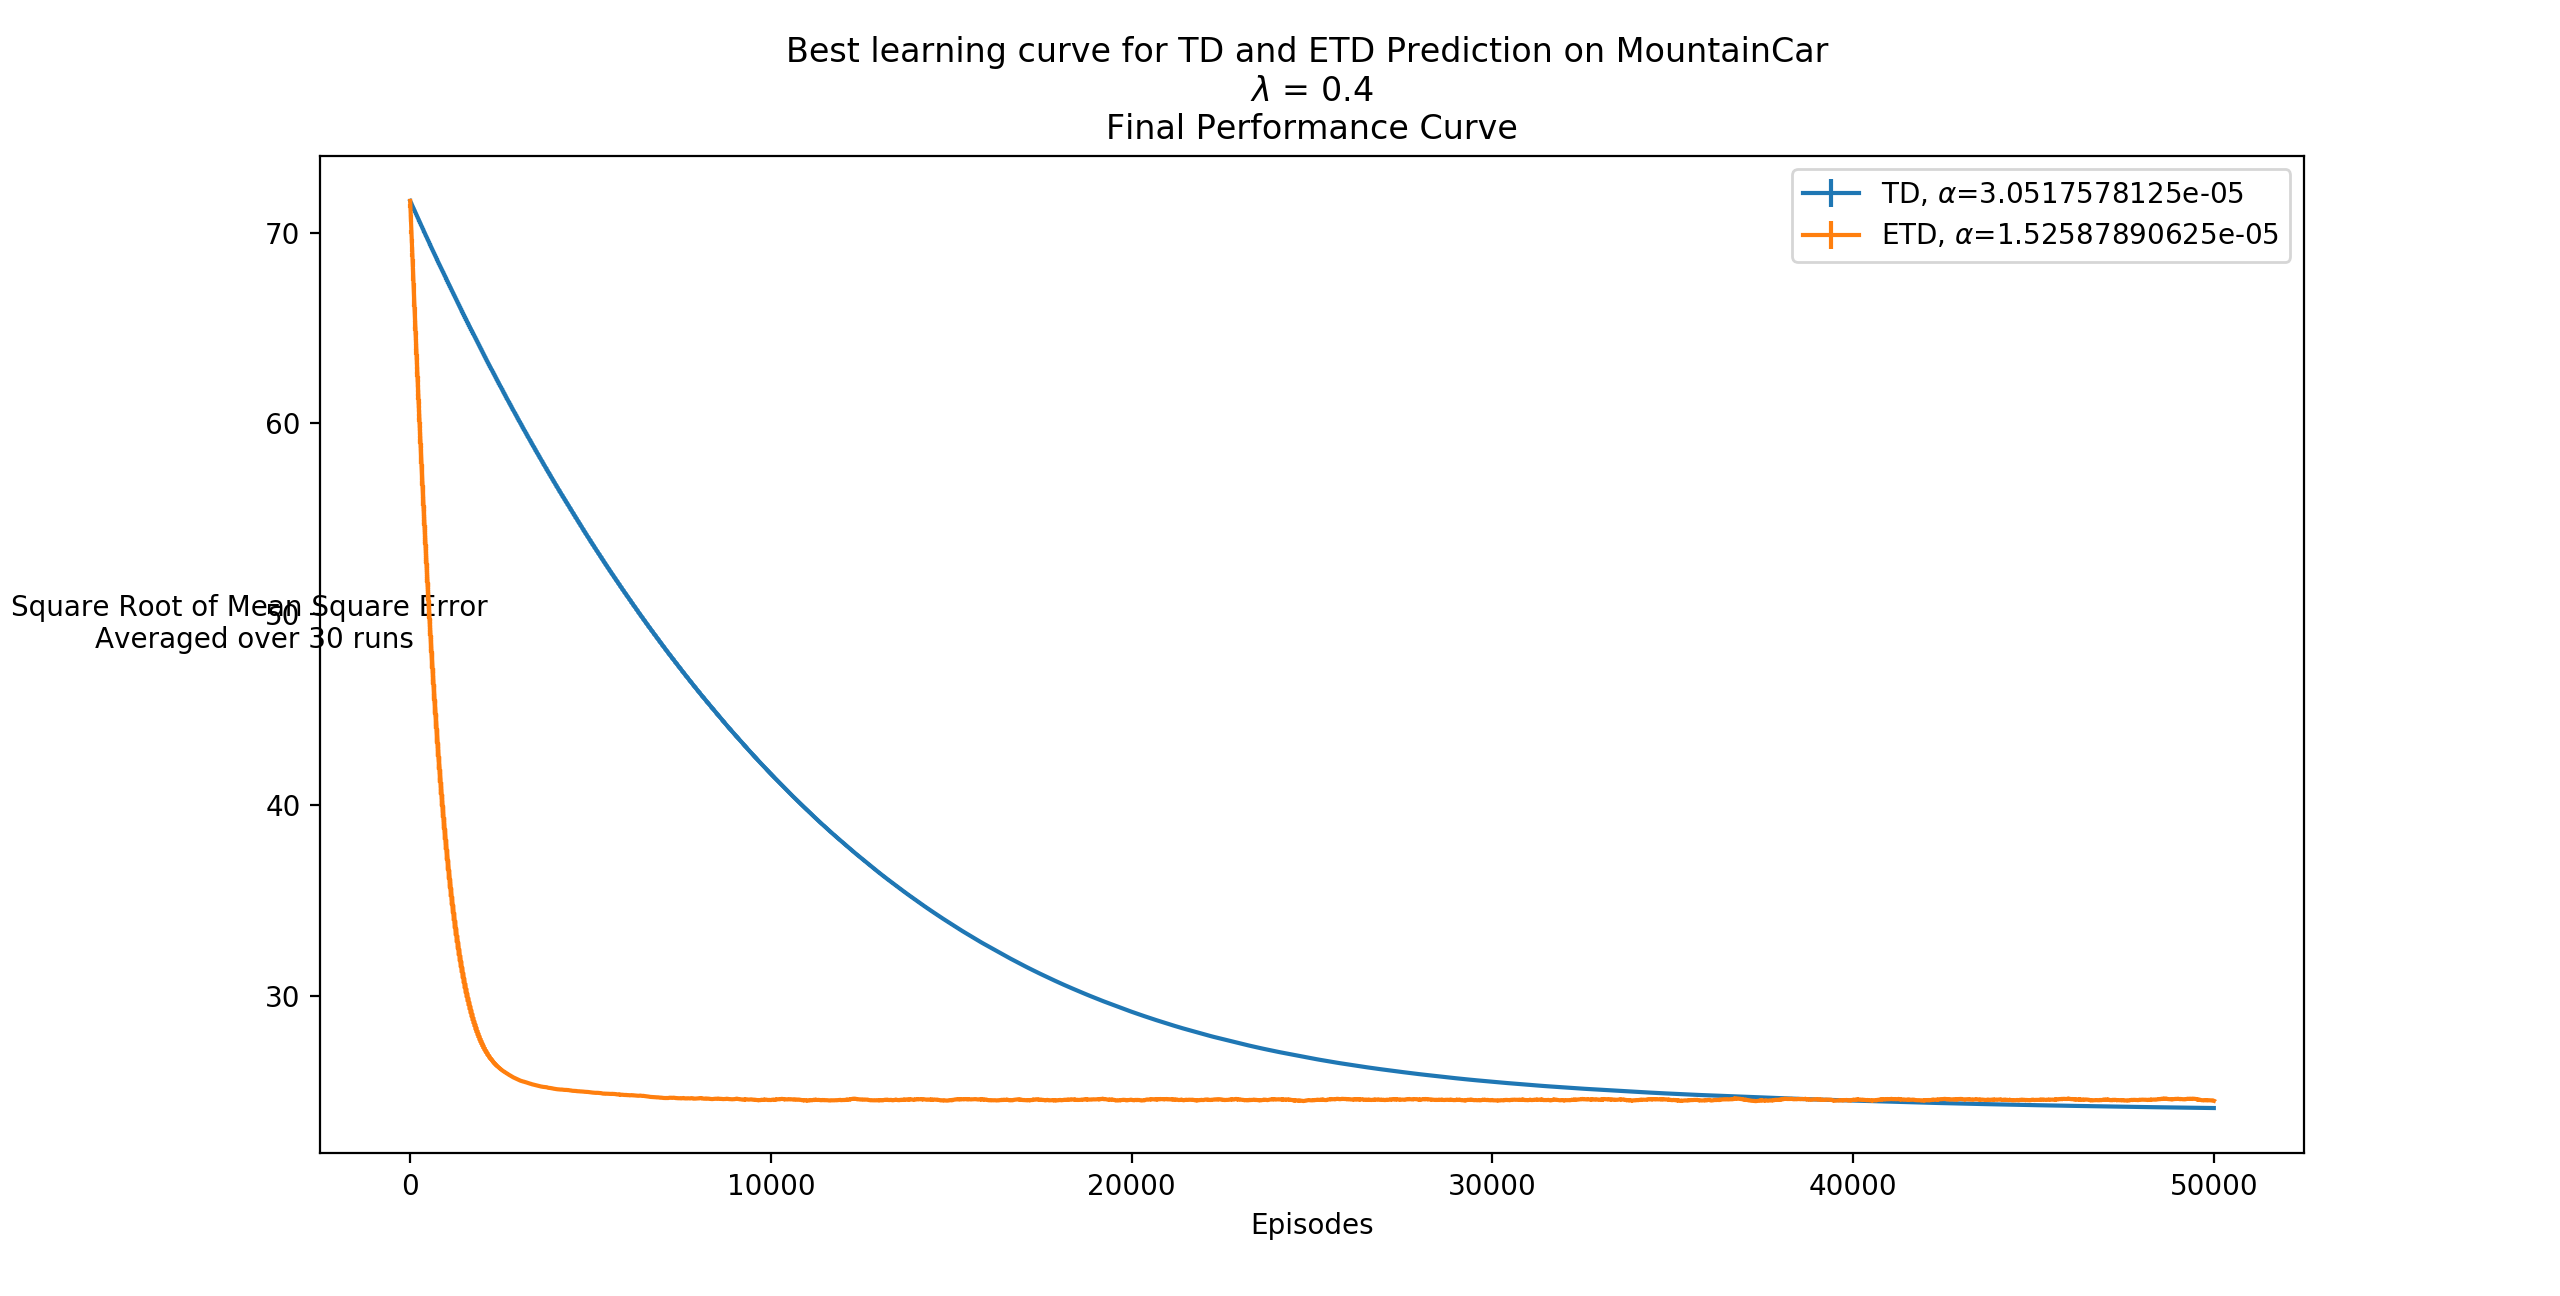 Best learning curve for TD and ETD Prediction on MountainCar
λ = 0.4
Final Performance Curve
TD, α=3.0517578125e-05
ETD, α=1.52587890625e-05
70
60
50
40
30
Square Root of Mean Square Error
Averaged over 30 runs
0 10000 20000 30000 40000 50000
Episodes